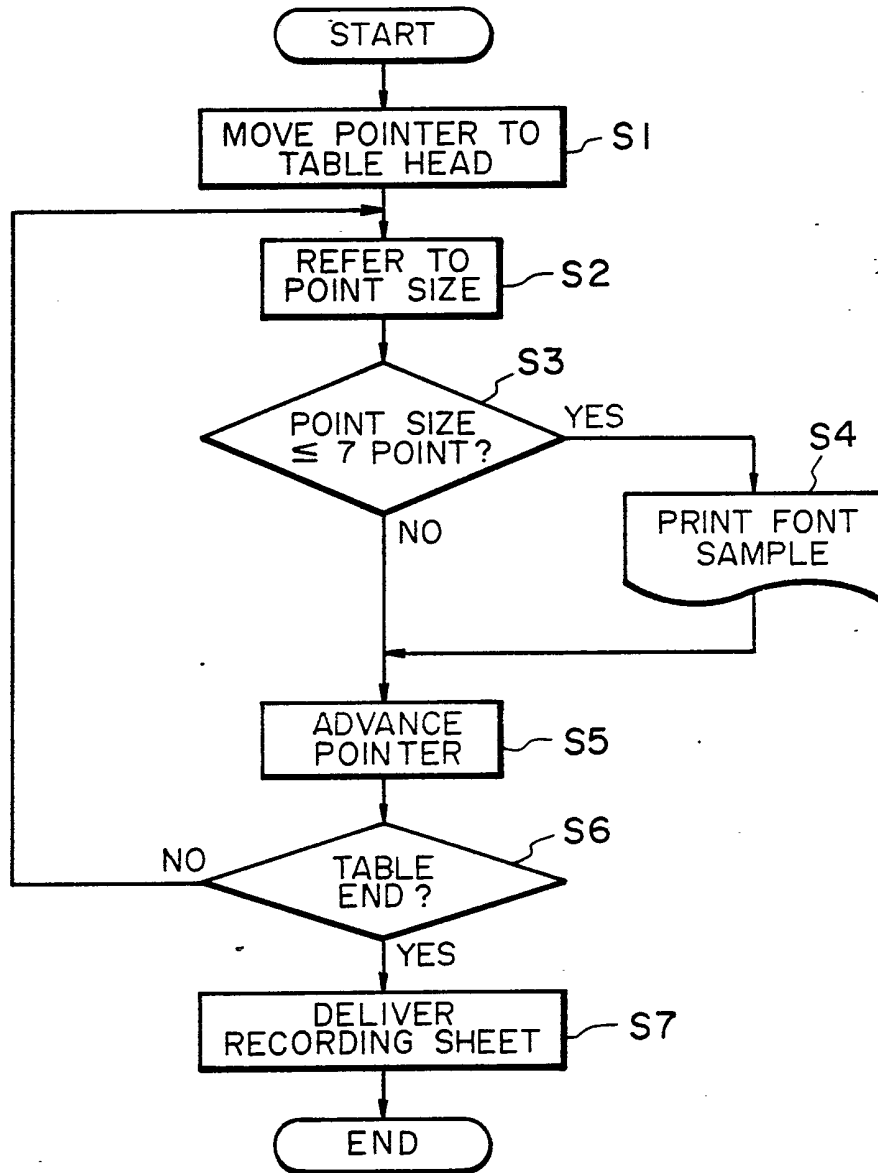 START
MOVE POINTER TO
TABLE HEAD
S1
REFER TO
POINT SIZE
S2
S3
POINT SIZE
≦ 7 POINT?
YES
NO
S4
PRINT FONT
SAMPLE
ADVANCE
POINTER
S5
S6
NO
TABLE
END?
YES
DELIVER
RECORDING SHEET
S7
END